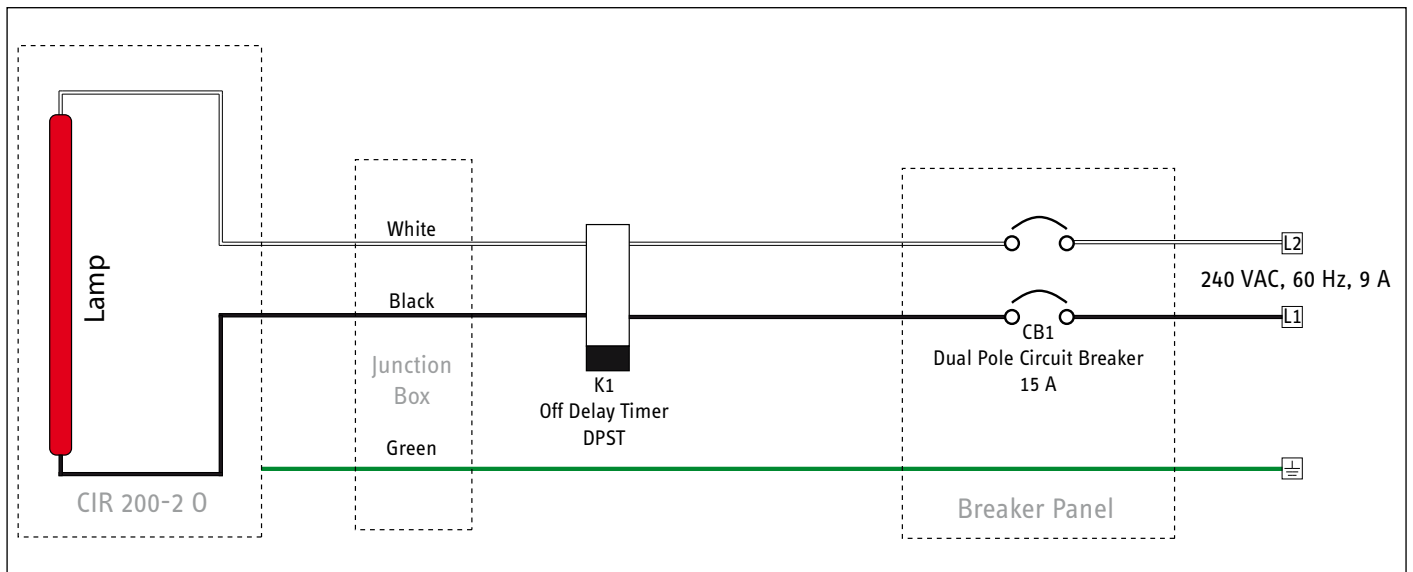 White
L2
240 VAC, 60 Hz, 9 A
Lamp
Black
L1
CB1
Dual Pole Circuit Breaker
15 A
Junction
Box
K1
Off Delay Timer
DPST
Green
CIR 200-2 O
Breaker Panel